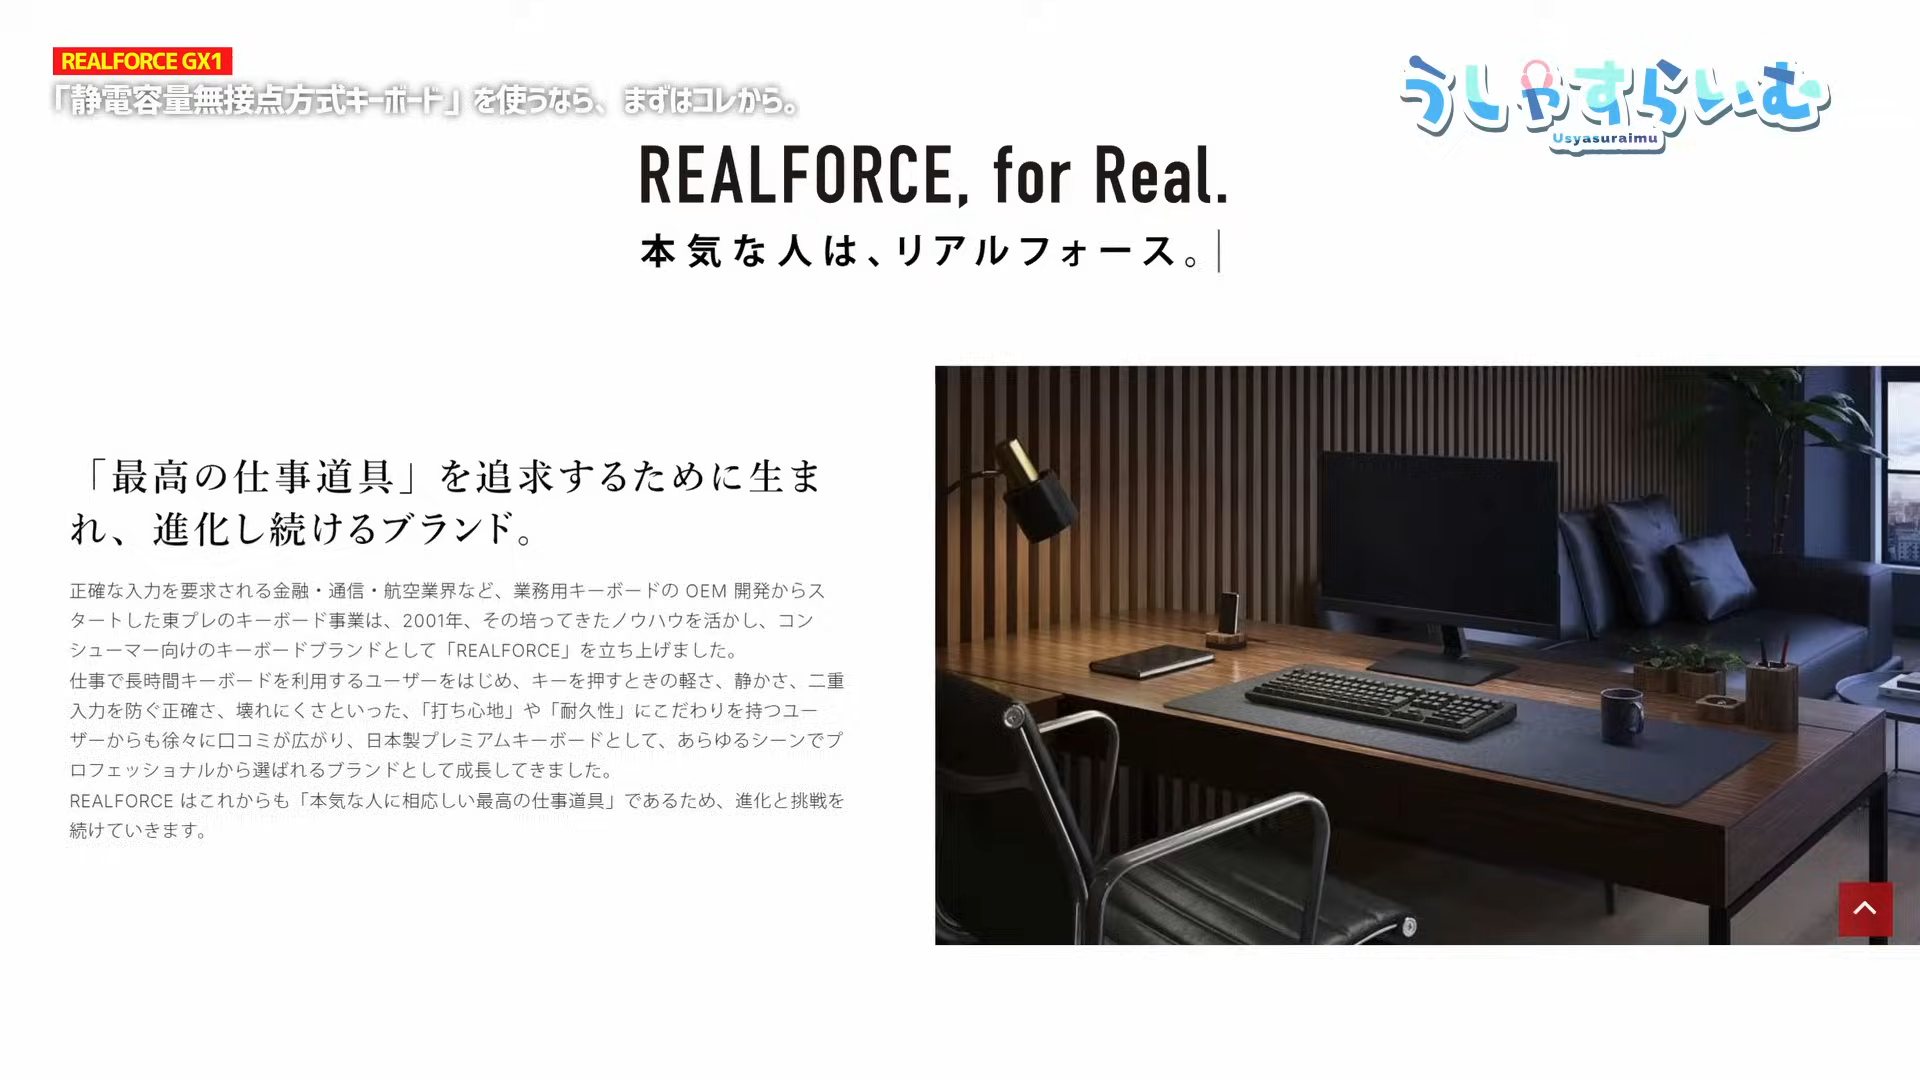 REALFORCE GX1
「静電容量無接点方式キーボード」を使うなら、まずはコレから。
うしやすらいむ
Usyasuraimu
REALFORCE, for Real.
本気な人は、リアルフォース。
「最高の仕事道具」を追求するために生ま
れ、進化し続けるブランド。
正確な入力を要求される金融・通信・航空業界など、業務用キーボードの OEM 開発からス
タートした東プレのキーボード事業は、2001年、その培ってきたノウハウを活かし、コン
シューマー向けのキーボードブランドとして「REALFORCE」を立ち上げました。
仕事で長時間キーボードを利用するユーザーをはじめ、キーを押すときの軽さ、静かさ、二重
入力を防ぐ正確さ、壊れにくさといった、「打ち心地」や「耐久性」にこだわりを持つユー
ザーからも徐々に口コミが広がり、日本製プレミアムキーボードとして、あらゆるシーンでプ
ロフェッショナルから選ばれるブランドとして成長してきました。
REALFORCE はこれからも「本気な人に相応しい最高の仕事道具」であるため、進化と挑戦を
続けていきます。